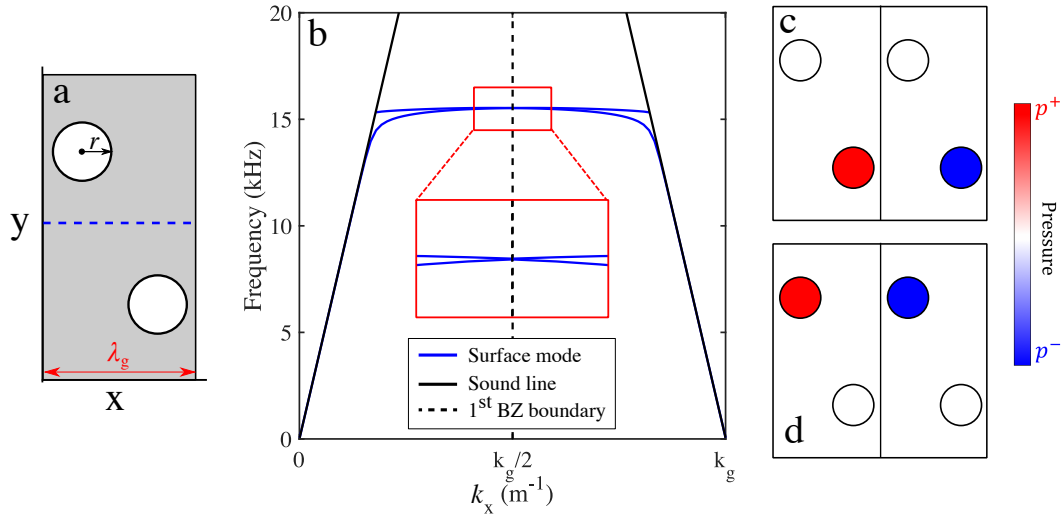 a
r
y
λg
x
b
Frequency (kHz)
20
15
10
5
0
Surface mode
Sound line
1st BZ boundary
0
kg/2
kg
kx (m-1)
c
d
p+
Pressure
p−